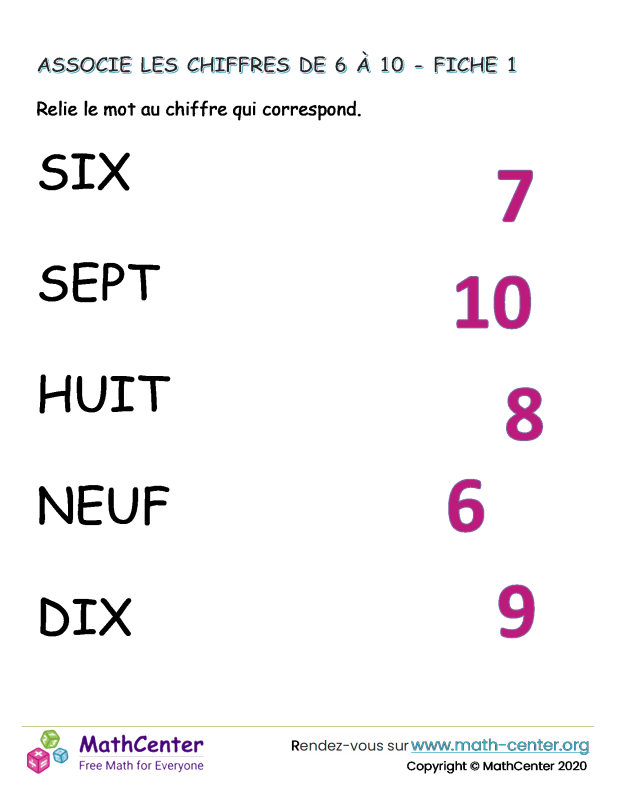 ASSOCIE LES CHIFFRES DE 6 À 10 - FICHE 1
Relie le mot au chiffre qui correspond.
SIX
7
SEPT
10
HUIT
8
NEUF
6
DIX
9
MathCenter
Free Math for Everyone
Rendez-vous sur www.math-center.org
Copyright © MathCenter 2020